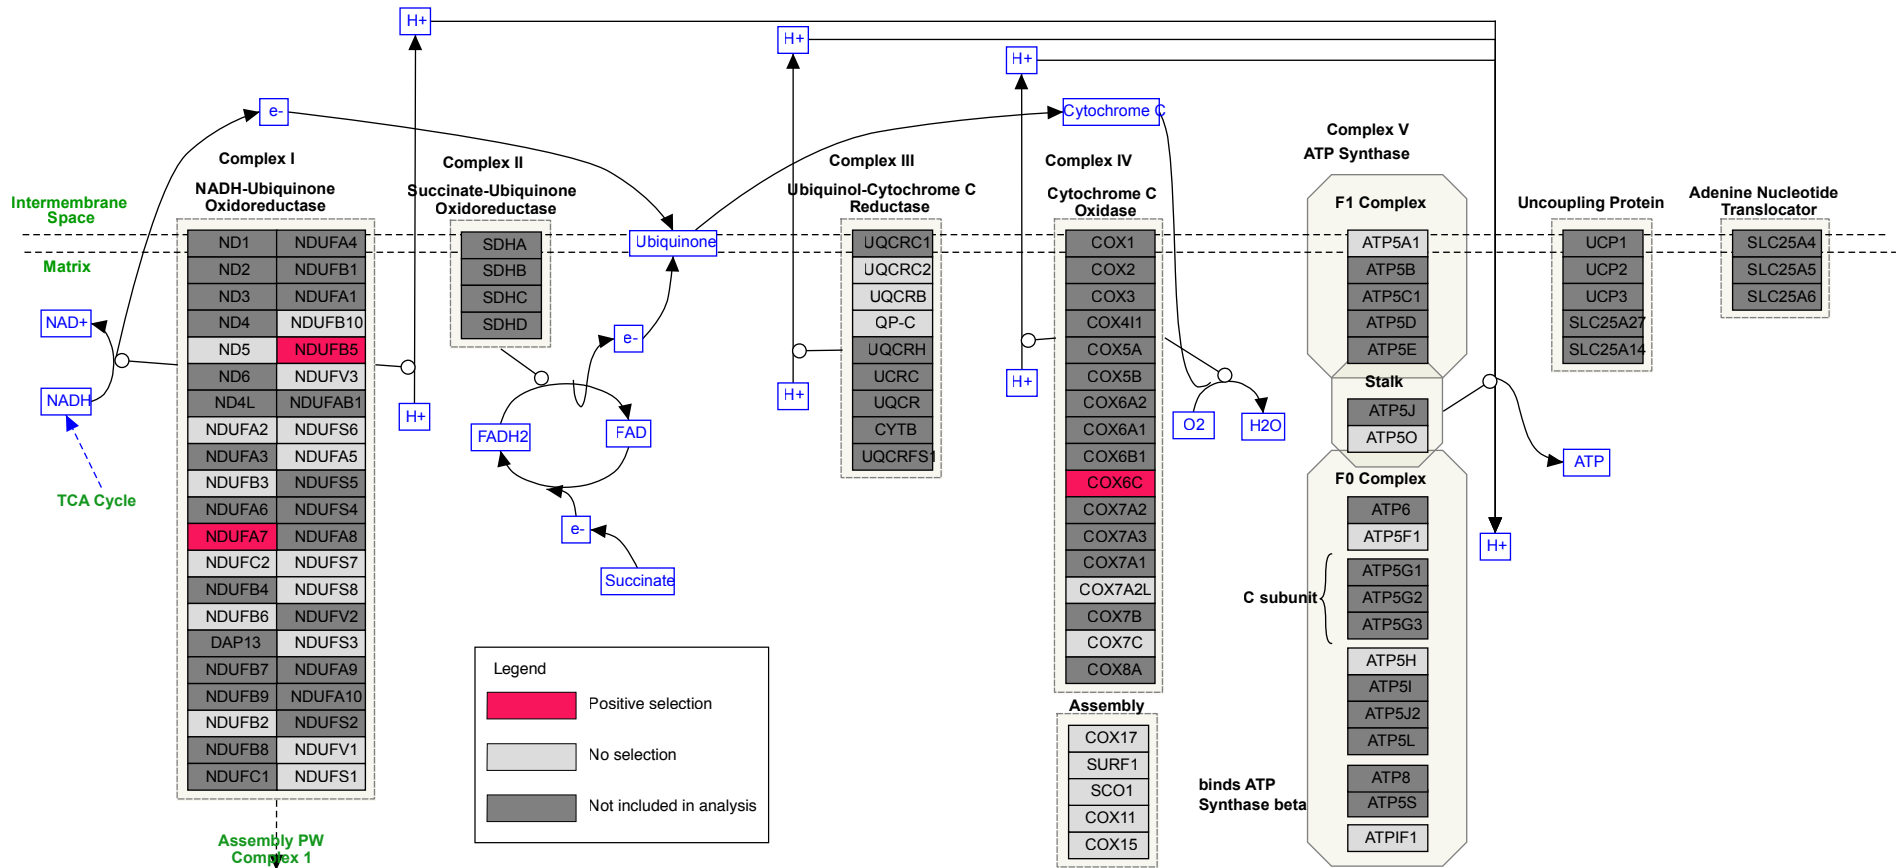 H+
H+
H+
e-
Cytochrome C
Complex I
NADH-Ubiquinone
Oxidoreductase
Complex II
Succinate-Ubiquinone
Oxidoreductase
Complex III
Ubiquinol-Cytochrome C
Reductase
Complex IV
Cytochrome C
Oxidase
Complex V
ATP Synthase
F1 Complex
Uncoupling Protein
Adenine Nucleotide
Translocator
Intermembrane
Space
Matrix
NAD+
NADH
TCA Cycle
ND1
NDUFA4
ND2
NDUFB1
ND3
NDUFA1
ND4
NDUFB10
ND5
NDUFB5
ND6
NDUFV3
ND4L
NDUFAB1
NDUFA2
NDUFS6
NDUFA3
NDUFA5
NDUFB3
NDUFS5
NDUFA6
NDUFS4
NDUFA7
NDUFA8
NDUFC2
NDUFS7
NDUFB4
NDUFS8
NDUFB6
NDUFV2
DAP13
NDUFS3
NDUFB7
NDUFA9
NDUFB9
NDUFA10
NDUFB2
NDUFS2
NDUFB8
NDUFV1
NDUFC1
NDUFS1
Assembly PW
Complex 1
H+
SDHA
SDHB
SDHC
SDHD
Ubiquinone
e-
FADH2
FAD
e-
Succinate
H+
UQCRC1
UQCRC2
UQCRB
QP-C
UQCRH
UCRC
UQCR
CYTB
UQCRFS1
H+
COX1
COX2
COX3
COX4I1
COX5A
COX5B
COX6A2
COX6A1
COX6B1
COX6C
COX7A2
COX7A3
COX7A1
COX7A2L
COX7B
COX7C
COX8A
Assembly
COX17
SURF1
SCO1
COX11
COX15
O2
H2O
ATP5A1
ATP5B
ATP5C1
ATP5D
ATP5E
Stalk
ATP5J
ATP5O
F0 Complex
ATP6
ATP5F1
C subunit
ATP5G1
ATP5G2
ATP5G3
ATP5H
ATP5I
ATP5J2
ATP5L
binds ATP
Synthase beta
ATP8
ATP5S
ATPIF1
ATP
H+
UCP1
UCP2
UCP3
SLC25A27
SLC25A14
SLC25A4
SLC25A5
SLC25A6
Legend
Positive selection
No selection
Not included in analysis